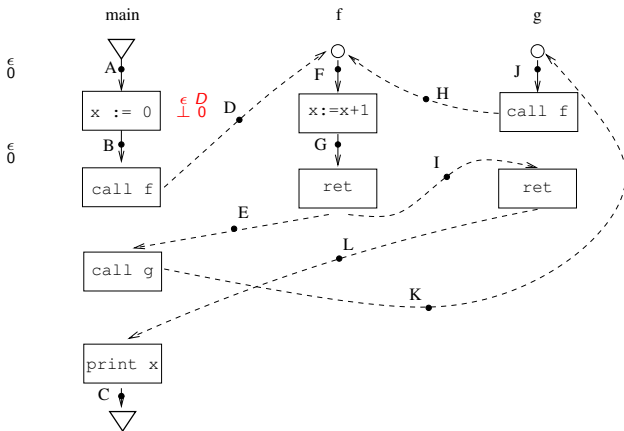 main f g
ϵ
0
A
F
J
x := 0
ϵ D
⊥ 0
D
x:=x+1
H
call f
ϵ
0
B
G
I
call f
ret
ret
E
L
call g
K
print x
C